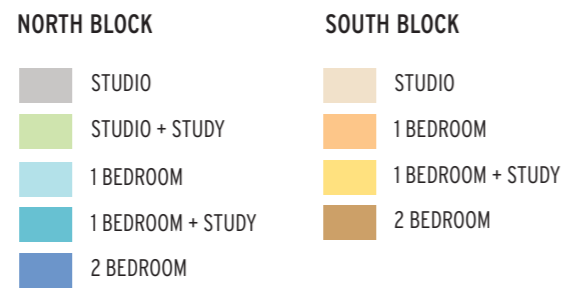 NORTH BLOCK
STUDIO
STUDIO + STUDY
1 BEDROOM
1 BEDROOM + STUDY
2 BEDROOM
SOUTH BLOCK
STUDIO
1 BEDROOM
1 BEDROOM + STUDY
2 BEDROOM